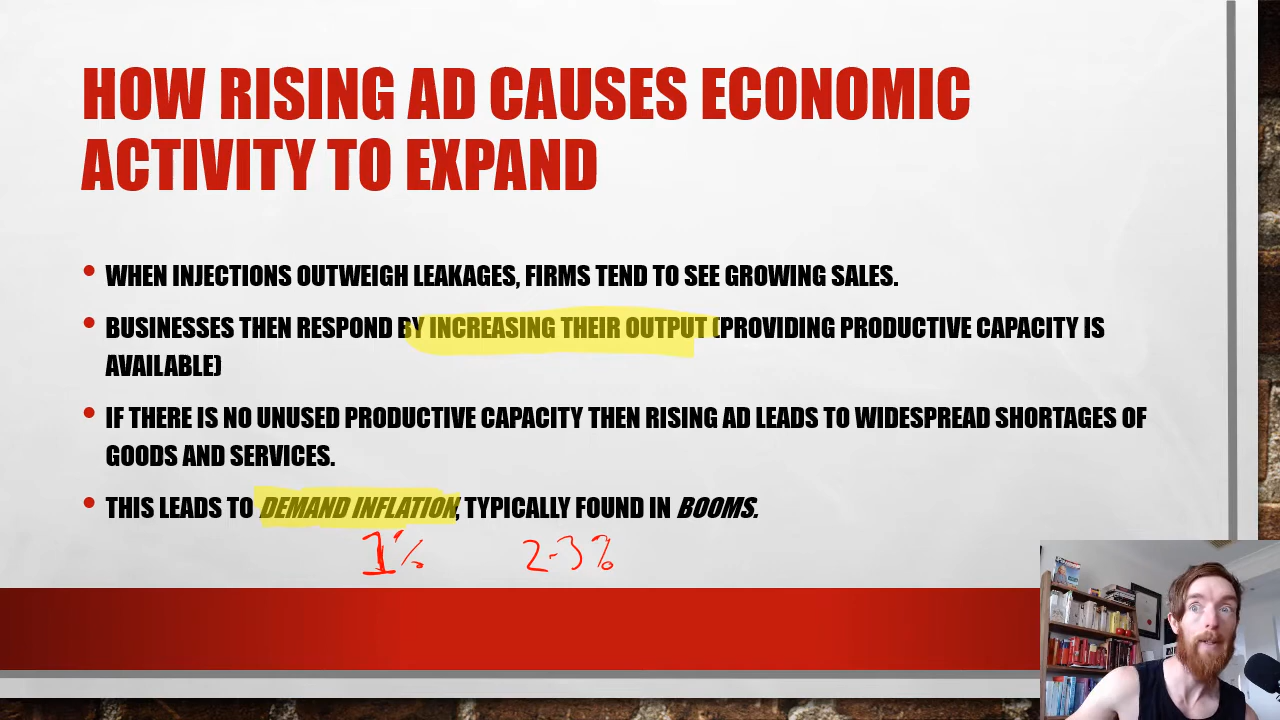 HOW RISING AD CAUSES ECONOMIC
ACTIVITY TO EXPAND
• WHEN INJECTIONS OUTWEIGH LEAKAGES, FIRMS TEND TO SEE GROWING SALES.
• BUSINESSES THEN RESPOND BY INCREASING THEIR OUTPUT (PROVIDING PRODUCTIVE CAPACITY IS
AVAILABLE)
• IF THERE IS NO UNUSED PRODUCTIVE CAPACITY THEN RISING AD LEADS TO WIDESPREAD SHORTAGES OF
GOODS AND SERVICES.
• THIS LEADS TO DEMAND INFLATION, TYPICALLY FOUND IN BOOMS.
1% 2-3%